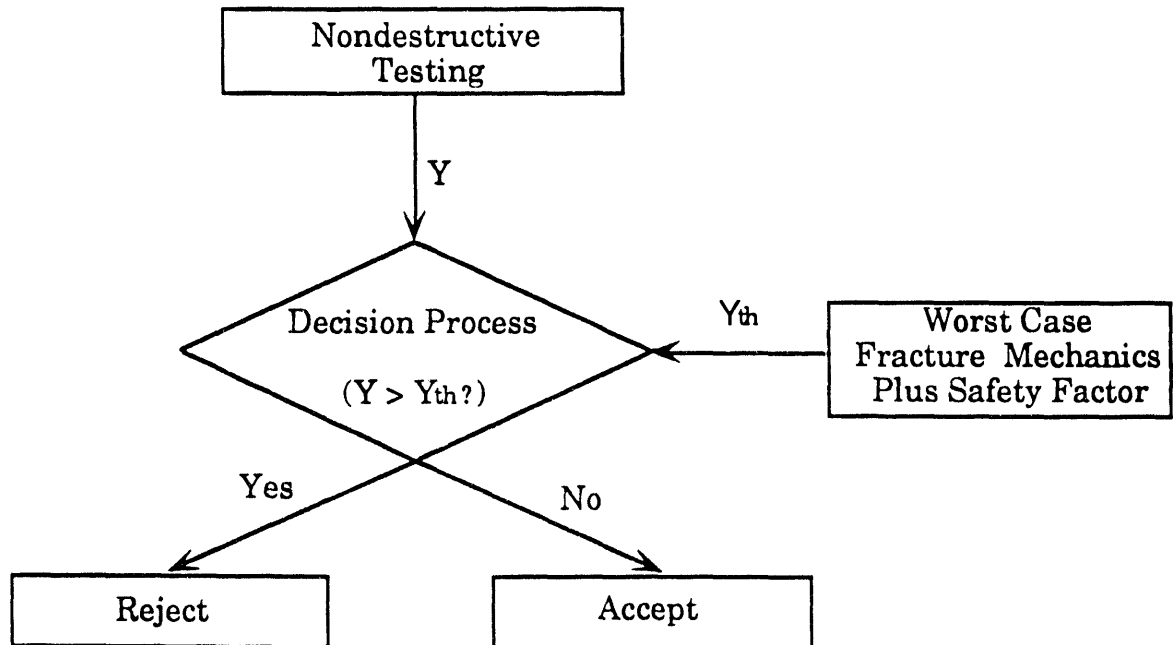 Nondestructive
Testing
Y
Decision Process
(Y > Yth?)
Yth
Worst Case
Fracture Mechanics
Plus Safety Factor
Yes
No
Reject
Accept